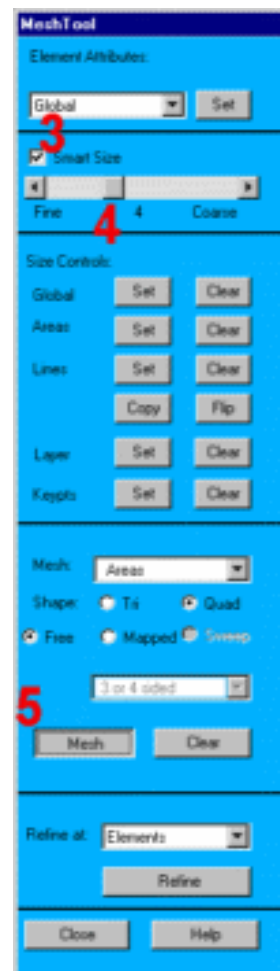 MeshTool
Element Attributes:
Global Set
3
Smart Size
Fine 4 Coarse
4
Size Controls:
Global Set Clear
Areas Set Clear
Lines Set Clear
Copy Flip
Layer Set Clear
Keypts Set Clear
Mesh: Areas
Shape: Tri Quad
Free Mapped Sweep
3 or 4 sided
5
Mesh Clear
Refine at: Elements
Refine
Close Help